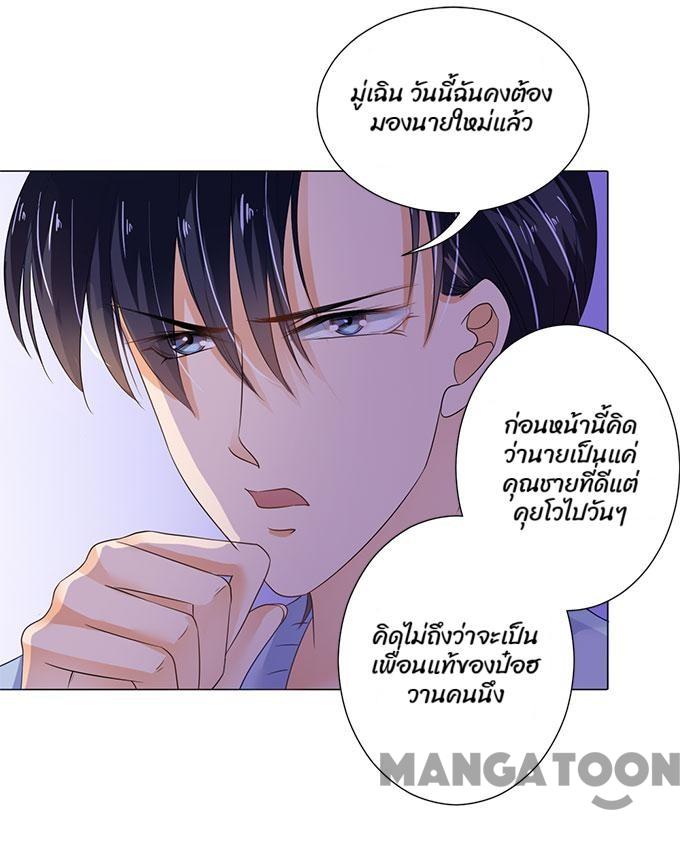 มู่เฉิน วันนี้ฉันคงต้อง
มองนายใหม่แล้ว
ก่อนหน้านี้คิด
ว่านายเป็นแค่
คุณชายที่ดีแต่
คุยโวไปวันๆ
คิดไม่ถึงว่าจะเป็น
เพื่อนแท้ของป๋อฮ
วานคนนึง
MANGATOON